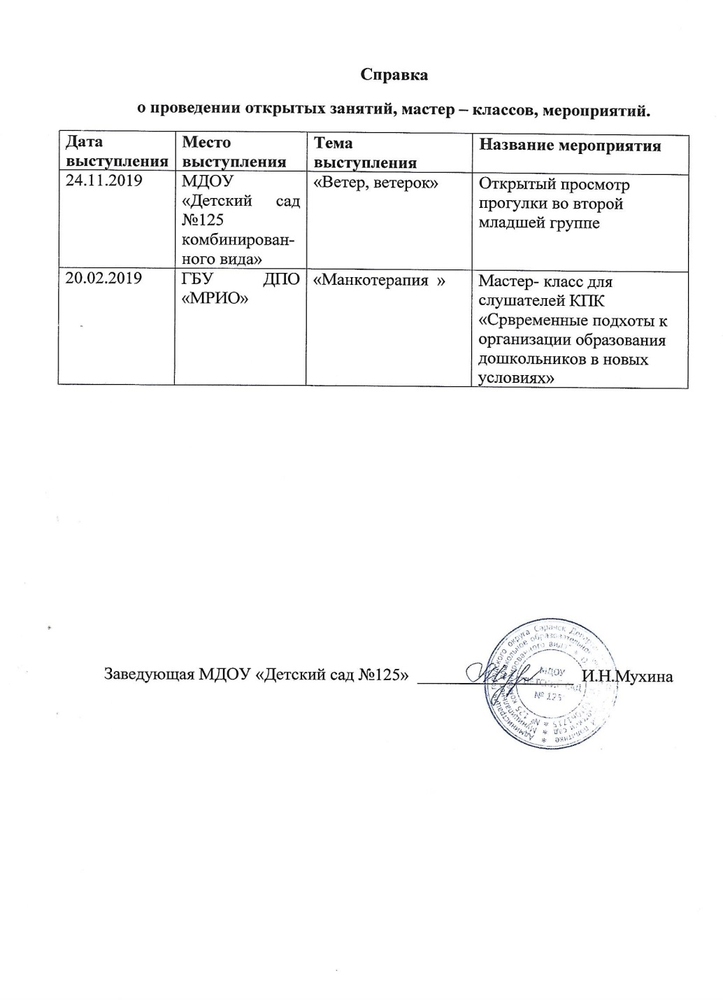 Справка
о проведении открытых занятий, мастер – классов, мероприятий.
Дата
выступления
Место
выступления
Тема
выступления
Название мероприятия
24.11.2019
МДОУ
«Детский сад
№125
комбинирован-
ного вида»
«Ветер, ветерок»
Открытый просмотр
прогулки во второй
младшей группе
20.02.2019
ГБУ ДПО
«МРИО»
«Манкотерапия »
Мастер- класс для
слушателей КПК
«Срвременные подхоты к
организации образования
дошкольников в новых
условиях»
Заведующая МДОУ «Детский сад №125» И.Н.Мухина
МДОУ
№ 125